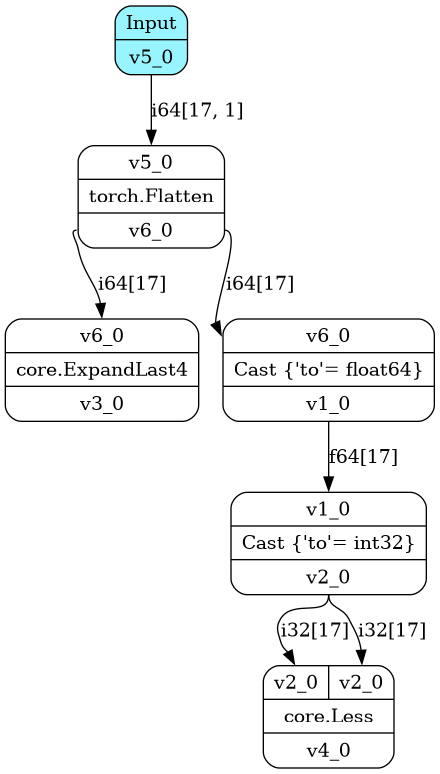 Input
v5_0
i64[17, 1]
v5_0
torch.Flatten
v6_0
i64[17]
i64[17]
v6_0
core.ExpandLast4
v3_0
v6_0
Cast {'to'= float64}
v1_0
f64[17]
v1_0
Cast {'to'= int32}
v2_0
i32[17]
i32[17]
v2_0
v2_0
core.Less
v4_0